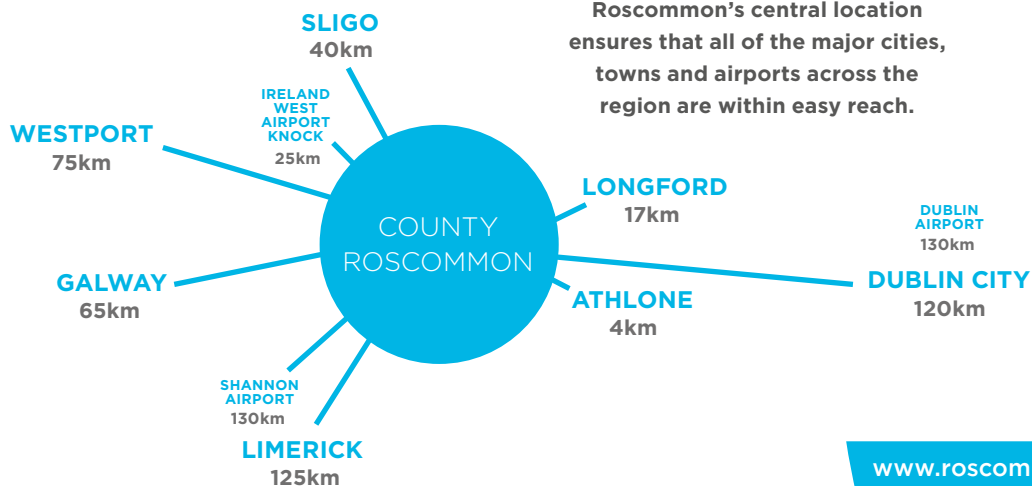 Roscommon's central location
ensures that all of the major cities,
towns and airports across the
region are within easy reach.
SLIGO
40km
IRELAND
WEST
AIRPORT
KNOCK
25km
WESTPORT
75km
LONGFORD
17km
DUBLIN
AIRPORT
130km
COUNTY
ROSCOMMON
GALWAY
65km
DUBLIN CITY
120km
ATHLONE
4km
SHANNON
AIRPORT
130km
LIMERICK
125km
www.roscom